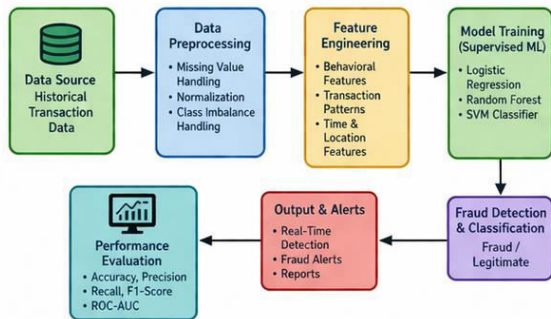 Data Source
Historical
Transaction
Data
Data
Preprocessing
• Missing Value
Handling
• Normalization
• Class Imbalance
Handling
Feature
Engineering
• Behavioral
Features
• Transaction
Patterns
• Time &
Location
Features
Model Training
(Supervised ML)
• Logistic
Regression
• Random Forest
• SVM Classifier
Fraud Detection
& Classification
Fraud /
Legitimate
Output & Alerts
• Real-Time
Detection
• Fraud Alerts
• Reports
Performance
Evaluation
• Accuracy, Precision
• Recall, F1-Score
• ROC-AUC